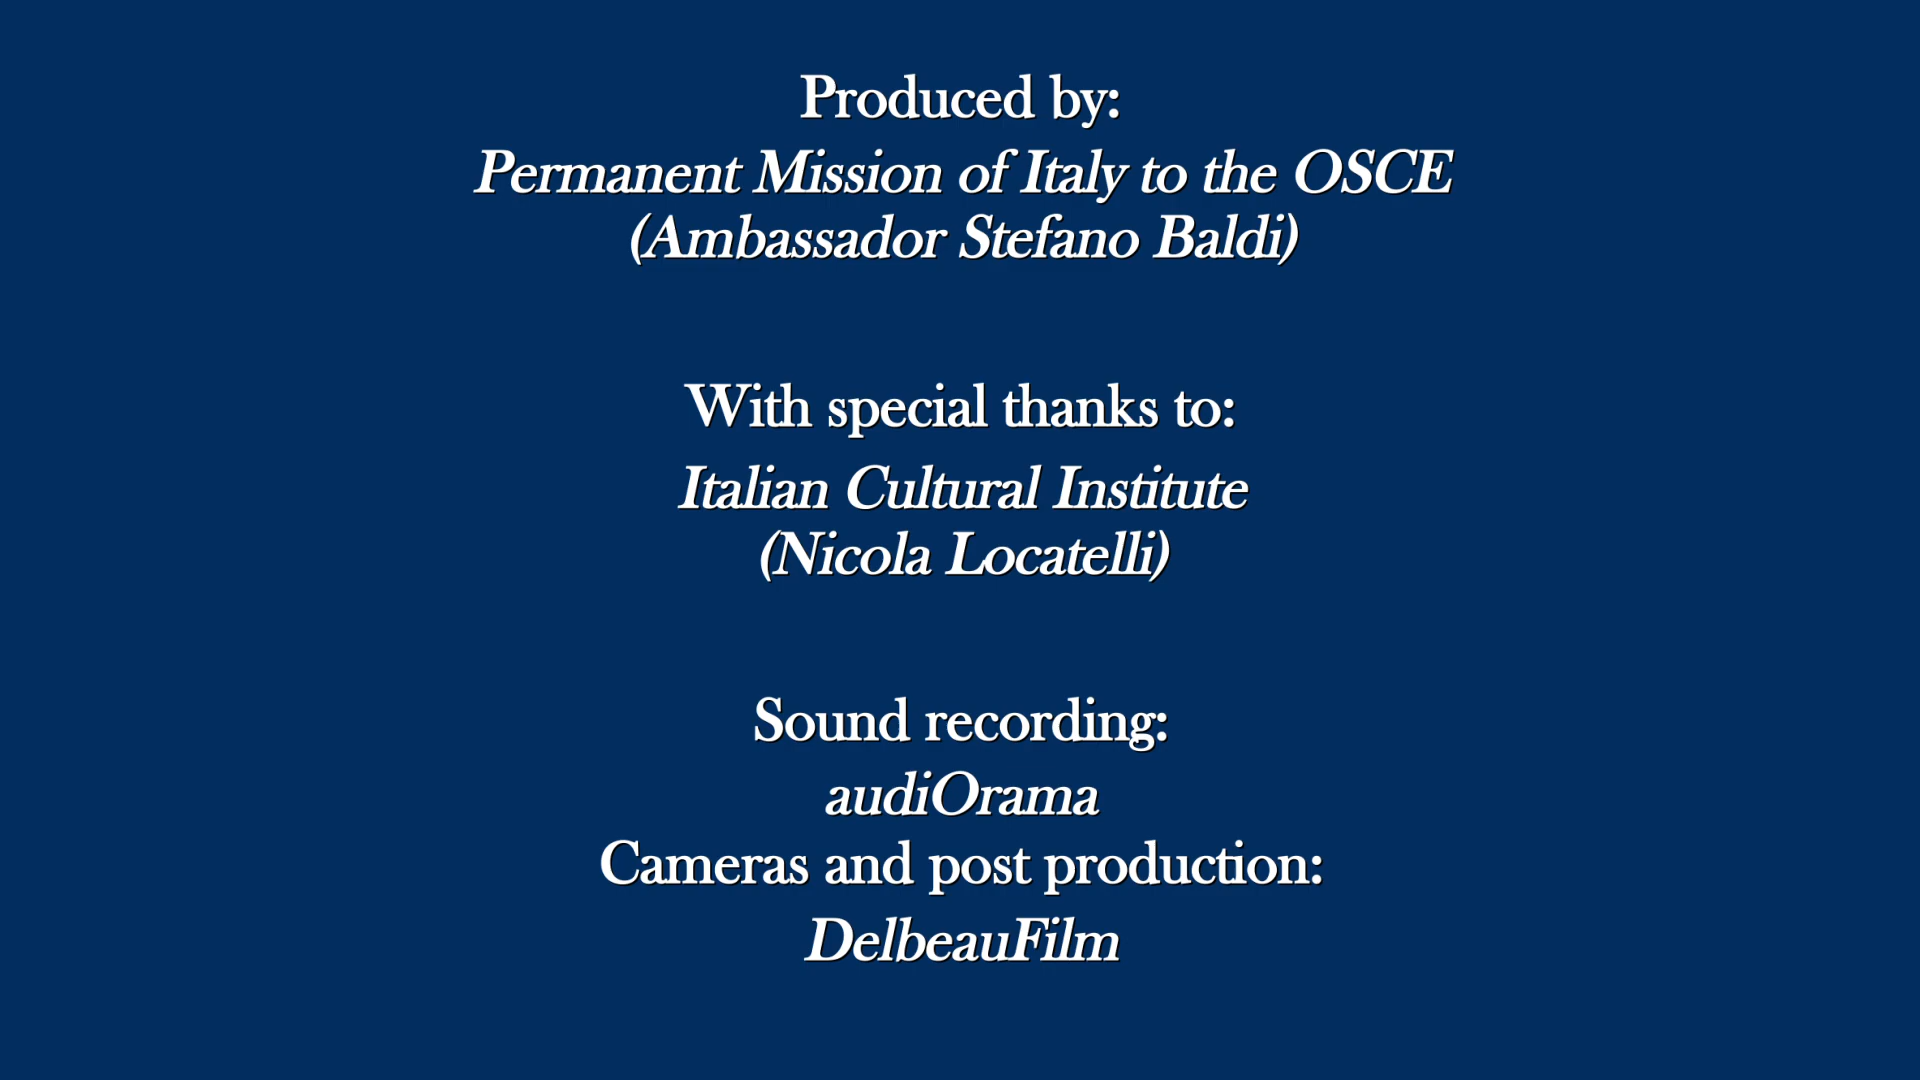 Produced by:
Permanent Mission of Italy to the OSCE
(Ambassador Stefano Baldi)
With special thanks to:
Italian Cultural Institute
(Nicola Locatelli)
Sound recording:
audiOrama
Cameras and post production:
DelbeauFilm